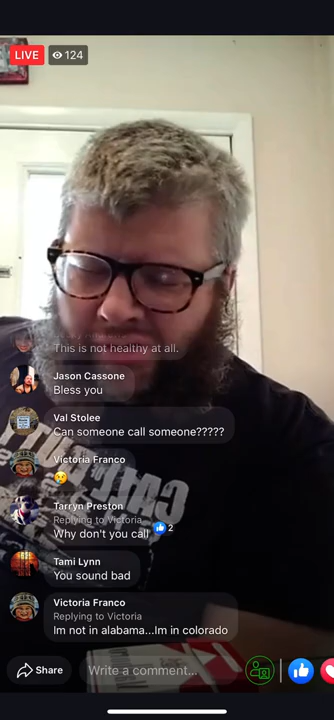 LIVE
124
This is not healthy at all.
Jason Cassone
Bless you
Val Stolee
Can someone call someone?????
Victoria Franco
😢
Tarryn Preston
Replying to Victoria
Why don't you call
2
Tami Lynn
You sound bad
Victoria Franco
Replying to Victoria
Im not in alabama...Im in colorado
Share
Write a comment...